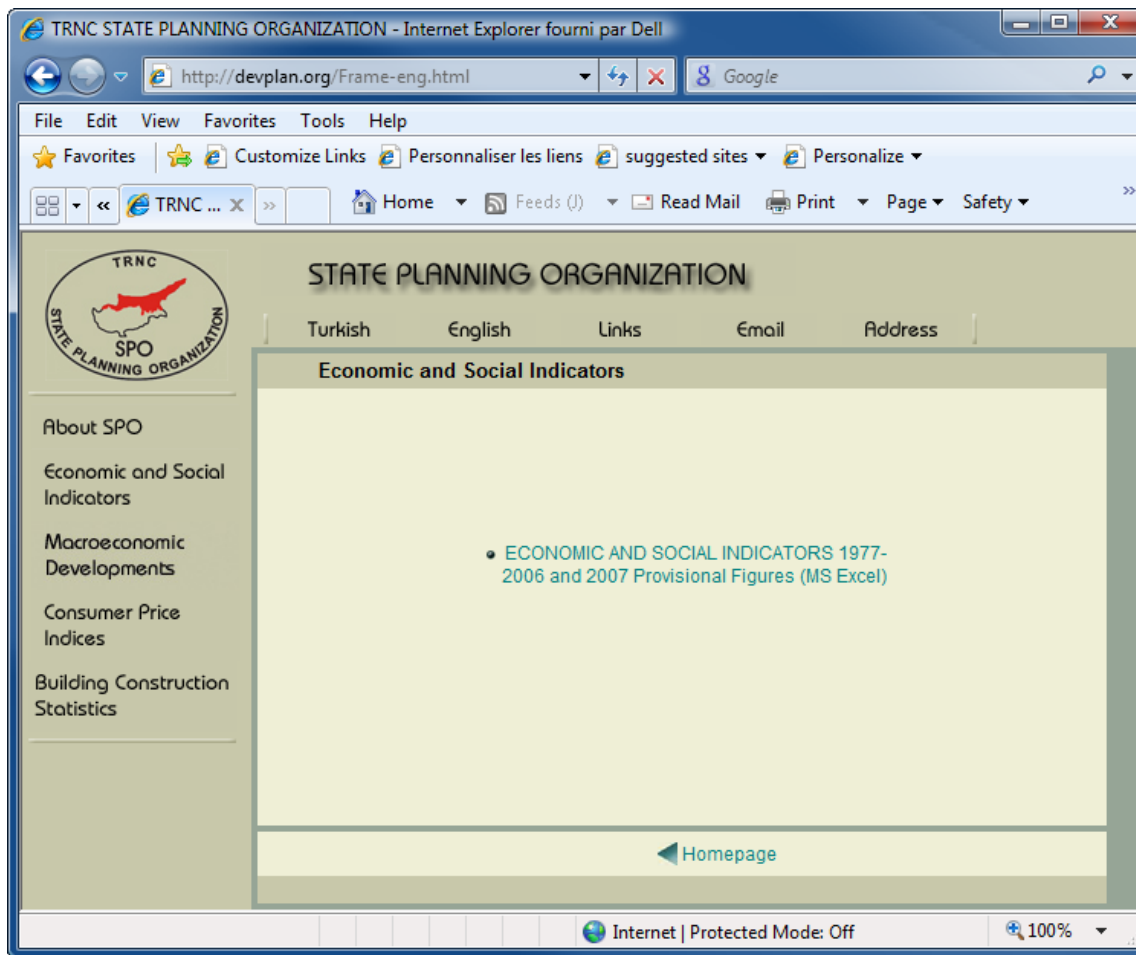 TRNC STATE PLANNING ORGANIZATION - Internet Explorer fourni par Dell
http://devplan.org/Frame-eng.html
Google
File Edit View Favorites Tools Help
Favorites Customize Links Personnaliser les liens suggested sites Personalize
TRNC ... Home Feeds (J) Read Mail Print Page Safety
TRNC
STATE PLANNING ORGANIZATION
SPO
STATE PLANNING ORGANIZATION
Turkish English Links Email Address
Economic and Social Indicators
About SPO
Economic and Social
Indicators
Macroeconomic
Developments
Consumer Price
Indices
Building Construction
Statistics
ECONOMIC AND SOCIAL INDICATORS 1977-
2006 and 2007 Provisional Figures (MS Excel)
Homepage
Internet | Protected Mode: Off 100%